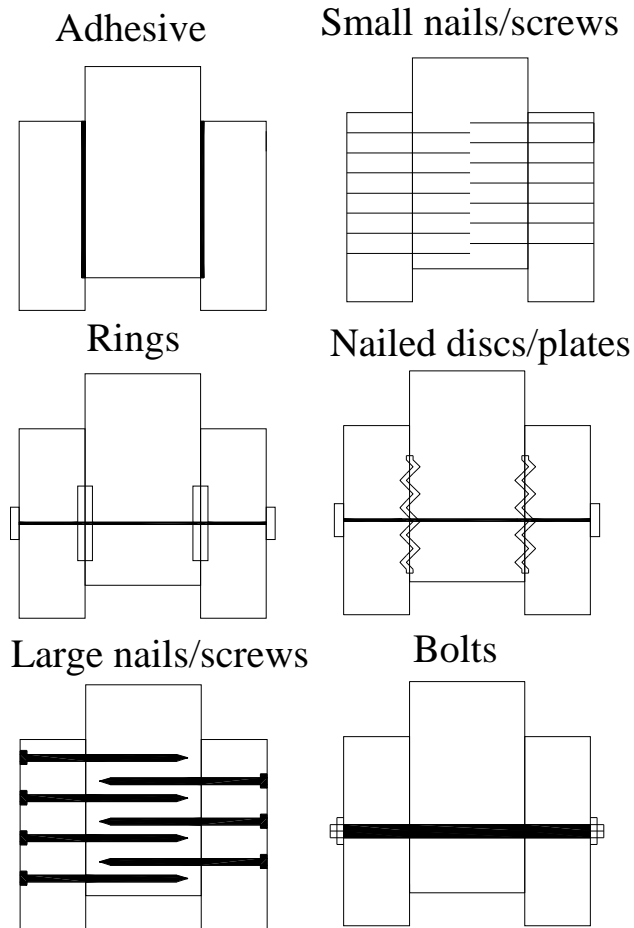 Adhesive
Small nails/screws
Rings
Nailed discs/plates
Large nails/screws
Bolts